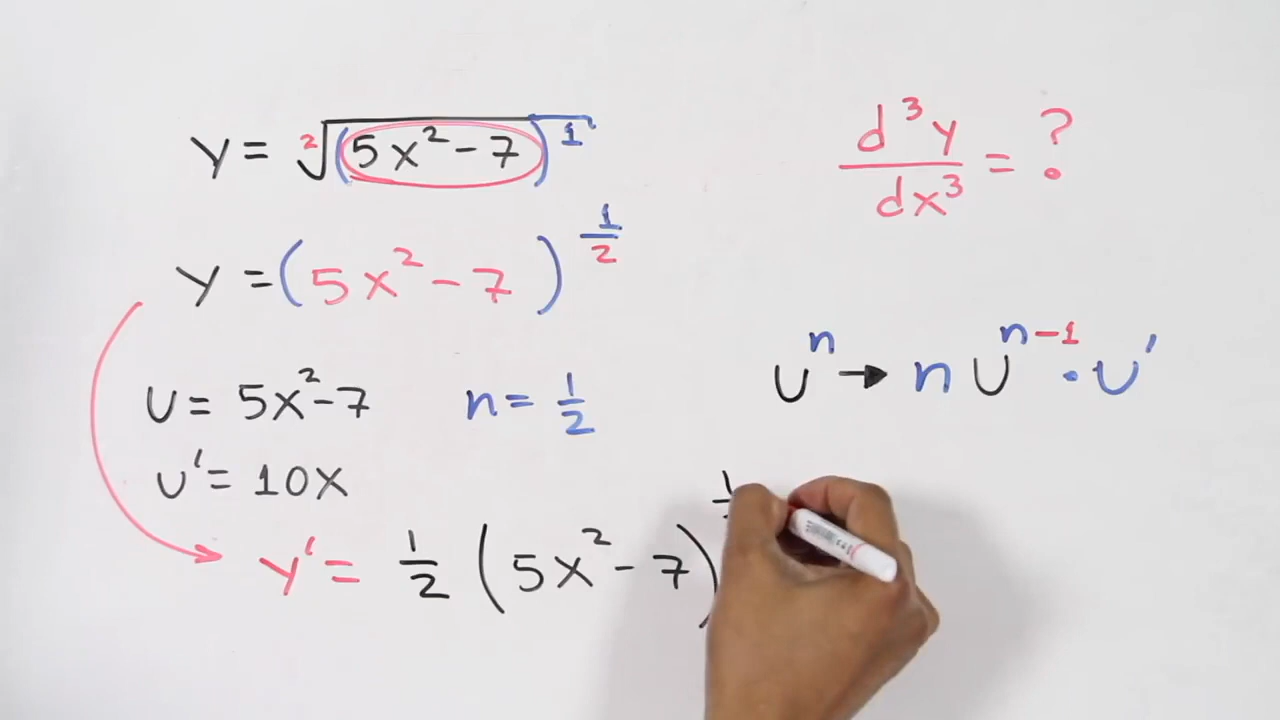 y = ²√(5x² - 7)¹
d³y/dx³ = ?
y = (5x² - 7)^(1/2)
uⁿ → n uⁿ⁻¹ · u'
u = 5x² - 7   n = 1/2
u' = 10x
y' = 1/2 (5x² - 7)^1